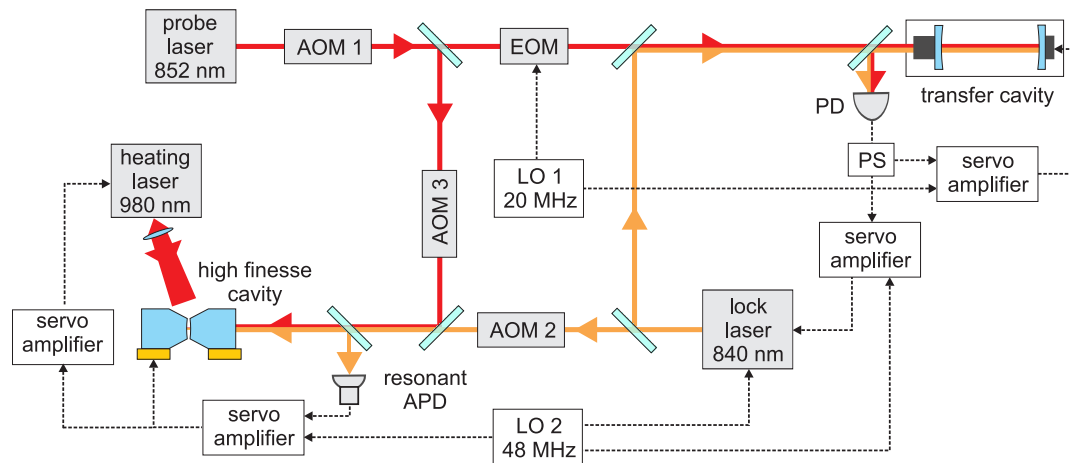 probe
laser
852 nm
AOM 1
EOM
transfer cavity
PD
heating
laser
980 nm
AOM 3
LO 1
20 MHz
PS
servo
amplifier
servo
amplifier
high finesse
cavity
servo
amplifier
AOM 2
lock
laser
840 nm
resonant
APD
servo
amplifier
LO 2
48 MHz